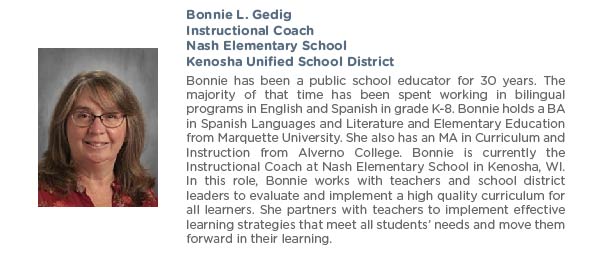 Bonnie L. Gedig
Instructional Coach
Nash Elementary School
Kenosha Unified School District
Bonnie has been a public school educator for 30 years. The
majority of that time has been spent working in bilingual
programs in English and Spanish in grade K-8. Bonnie holds a BA
in Spanish Languages and Literature and Elementary Education
from Marquette University. She also has an MA in Curriculum and
Instruction from Alverno College. Bonnie is currently the
Instructional Coach at Nash Elementary School in Kenosha, WI.
In this role, Bonnie works with teachers and school district
leaders to evaluate and implement a high quality curriculum for
all learners. She partners with teachers to implement effective
learning strategies that meet all students' needs and move them
forward in their learning.